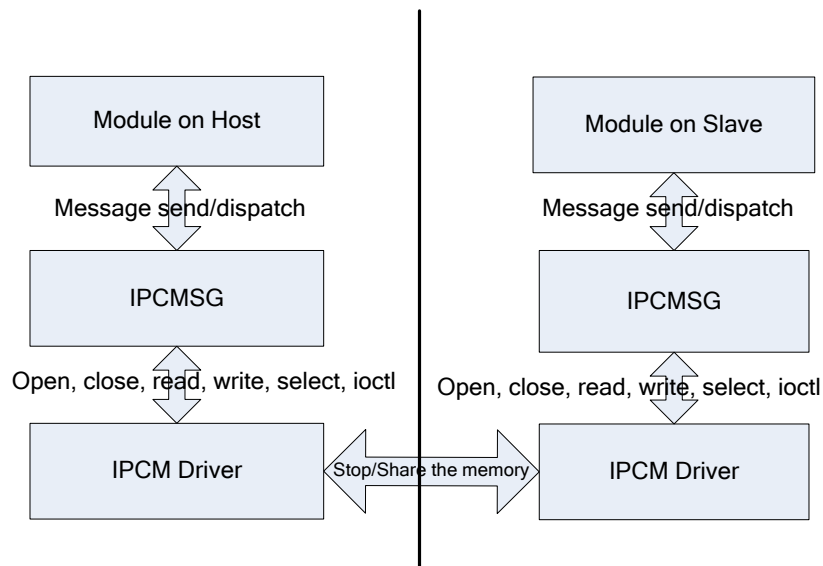 Module on Host
Message send/dispatch
IPCMSG
Open, close, read, write, select, ioctl
IPCM Driver
Stop/Share the memory
Module on Slave
Message send/dispatch
IPCMSG
Open, close, read, write, select, ioctl
IPCM Driver